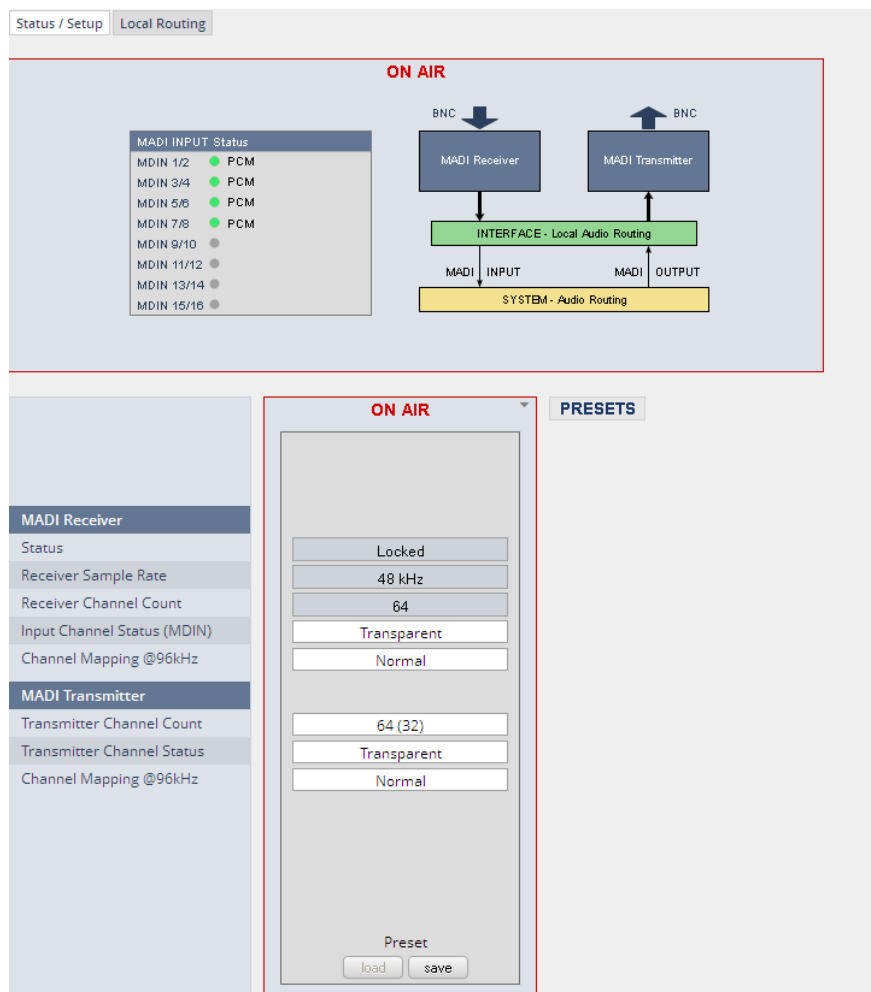 Status / Setup Local Routing
ON AIR
MADI INPUT Status
MDIN 1/2 PCM
MDIN 3/4 PCM
MDIN 5/6 PCM
MDIN 7/8 PCM
MDIN 9/10
MDIN 11/12
MDIN 13/14
MDIN 15/16
BNC BNC
MADI Receiver MADI Transmitter
INTERFACE - Local Audio Routing
MADI INPUT MADI OUTPUT
SYSTEM - Audio Routing
ON AIR PRESETS
MADI Receiver
Status Locked
Receiver Sample Rate 48 kHz
Receiver Channel Count 64
Input Channel Status (MDIN) Transparent
Channel Mapping @96kHz Normal
MADI Transmitter
Transmitter Channel Count 64 (32)
Transmitter Channel Status Transparent
Channel Mapping @96kHz Normal
Preset
load save